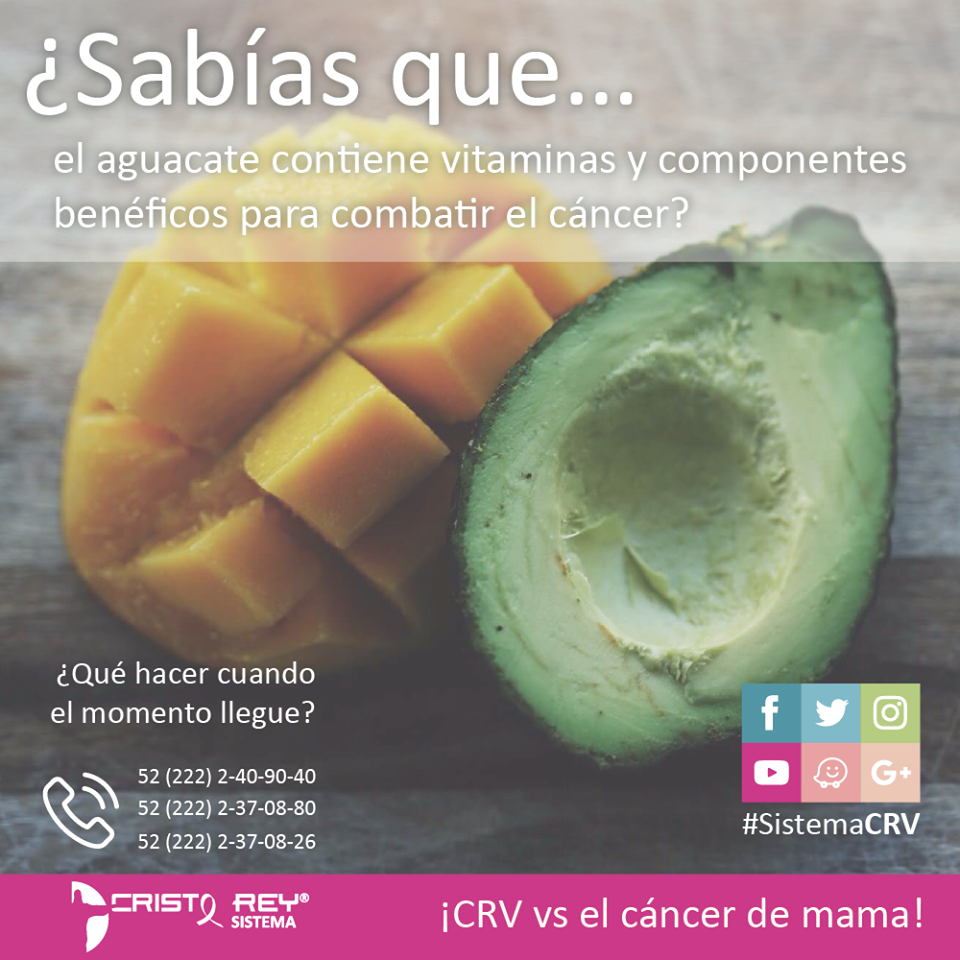 ¿Sabías que...
el aguacate contiene vitaminas y componentes
benéficos para combatir el cáncer?
¿Qué hacer cuando
el momento llegue?
52 (222) 2-40-90-40
52 (222) 2-37-08-80
52 (222) 2-37-08-26
f
G+
#SistemaCRV
CRISTO REY®
SISTEMA
¡CRV vs el cáncer de mama!